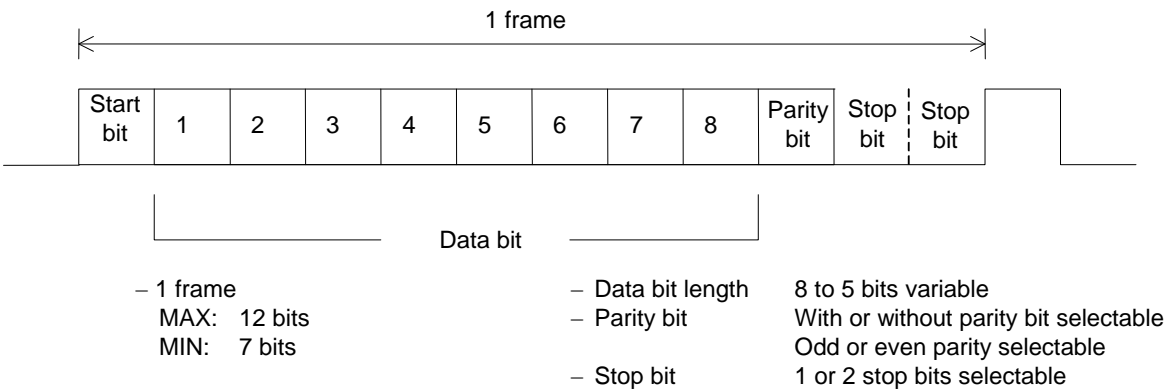 1 frame
Start bit 1 2 3 4 5 6 7 8 Parity bit Stop bit Stop bit
Data bit
– 1 frame
MAX: 12 bits
MIN: 7 bits
– Data bit length 8 to 5 bits variable
– Parity bit With or without parity bit selectable
Odd or even parity selectable
– Stop bit 1 or 2 stop bits selectable